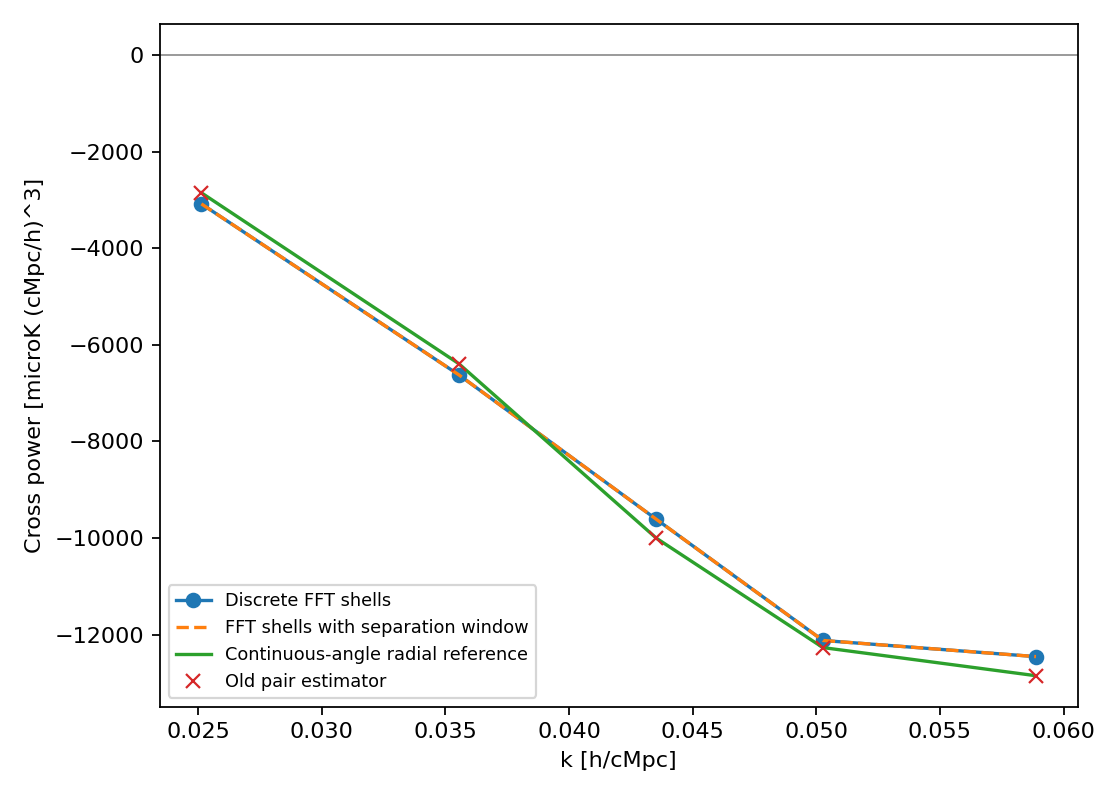 0
−2000
−4000
−6000
−8000
−10000
−12000
Cross power [microK (cMpc/h)^3]
Discrete FFT shells
FFT shells with separation window
Continuous-angle radial reference
Old pair estimator
0.025 0.030 0.035 0.040 0.045 0.050 0.055 0.060
k [h/cMpc]